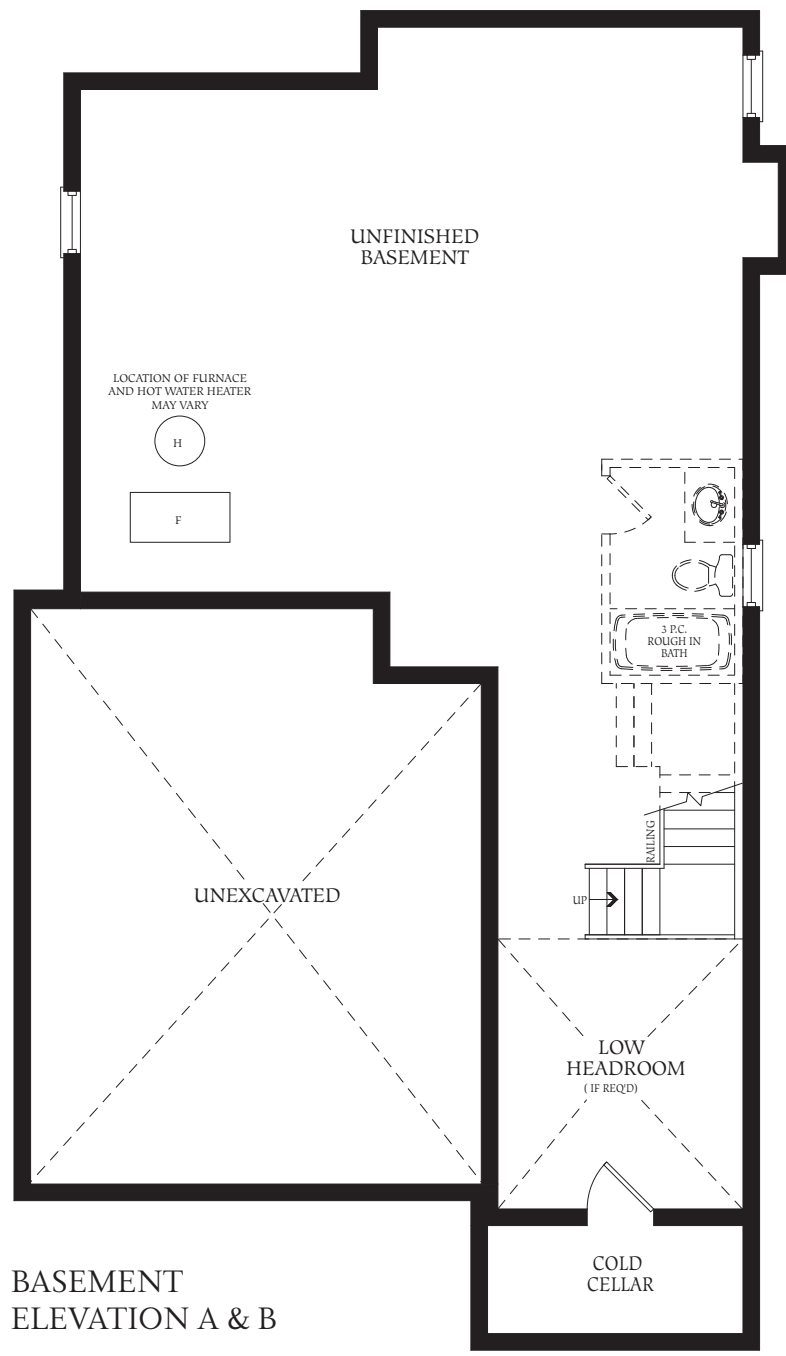 UNFINISHED
BASEMENT
LOCATION OF FURNACE
AND HOT WATER HEATER
MAY VARY
H
F
3 P.C.
ROUGH IN
BATH
RAILING
UP
UNEXCAVATED
LOW
HEADROOM
( IF REQ'D)
COLD
CELLAR
BASEMENT
ELEVATION A & B